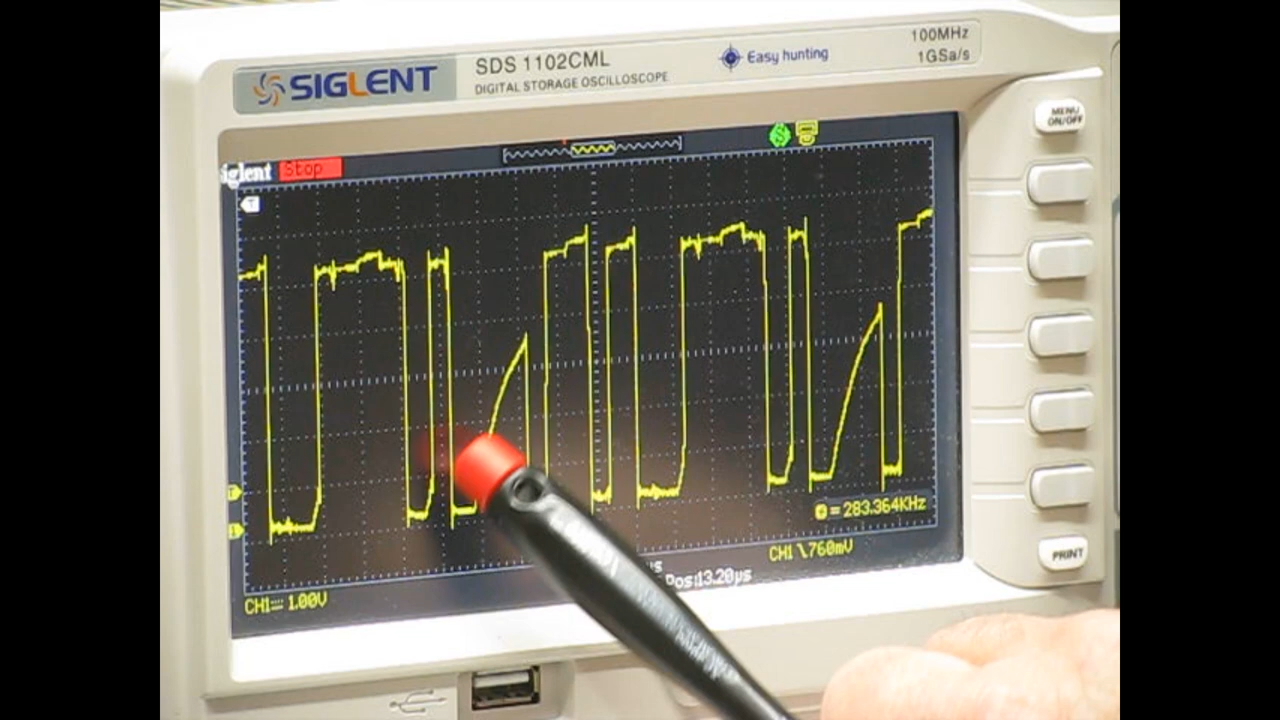 SIGLENT
SDS 1102CML
DIGITAL STORAGE OSCILLOSCOPE
Easy hunting
100MHz
1GSa/s
MENU
ON/OFF
iglent
Stop
T
= 283.364KHz
CH1 760mV
Pos:13.20µs
CH1 1.00V
PRINT